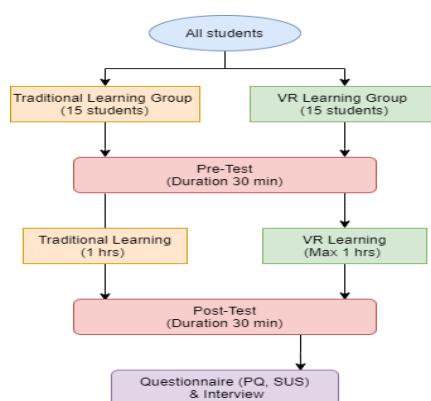 All students
Traditional Learning Group
(15 students)
VR Learning Group
(15 students)
Pre-Test
(Duration 30 min)
Traditional Learning
(1 hrs)
VR Learning
(Max 1 hrs)
Post-Test
(Duration 30 min)
Questionnaire (PQ, SUS)
& Interview